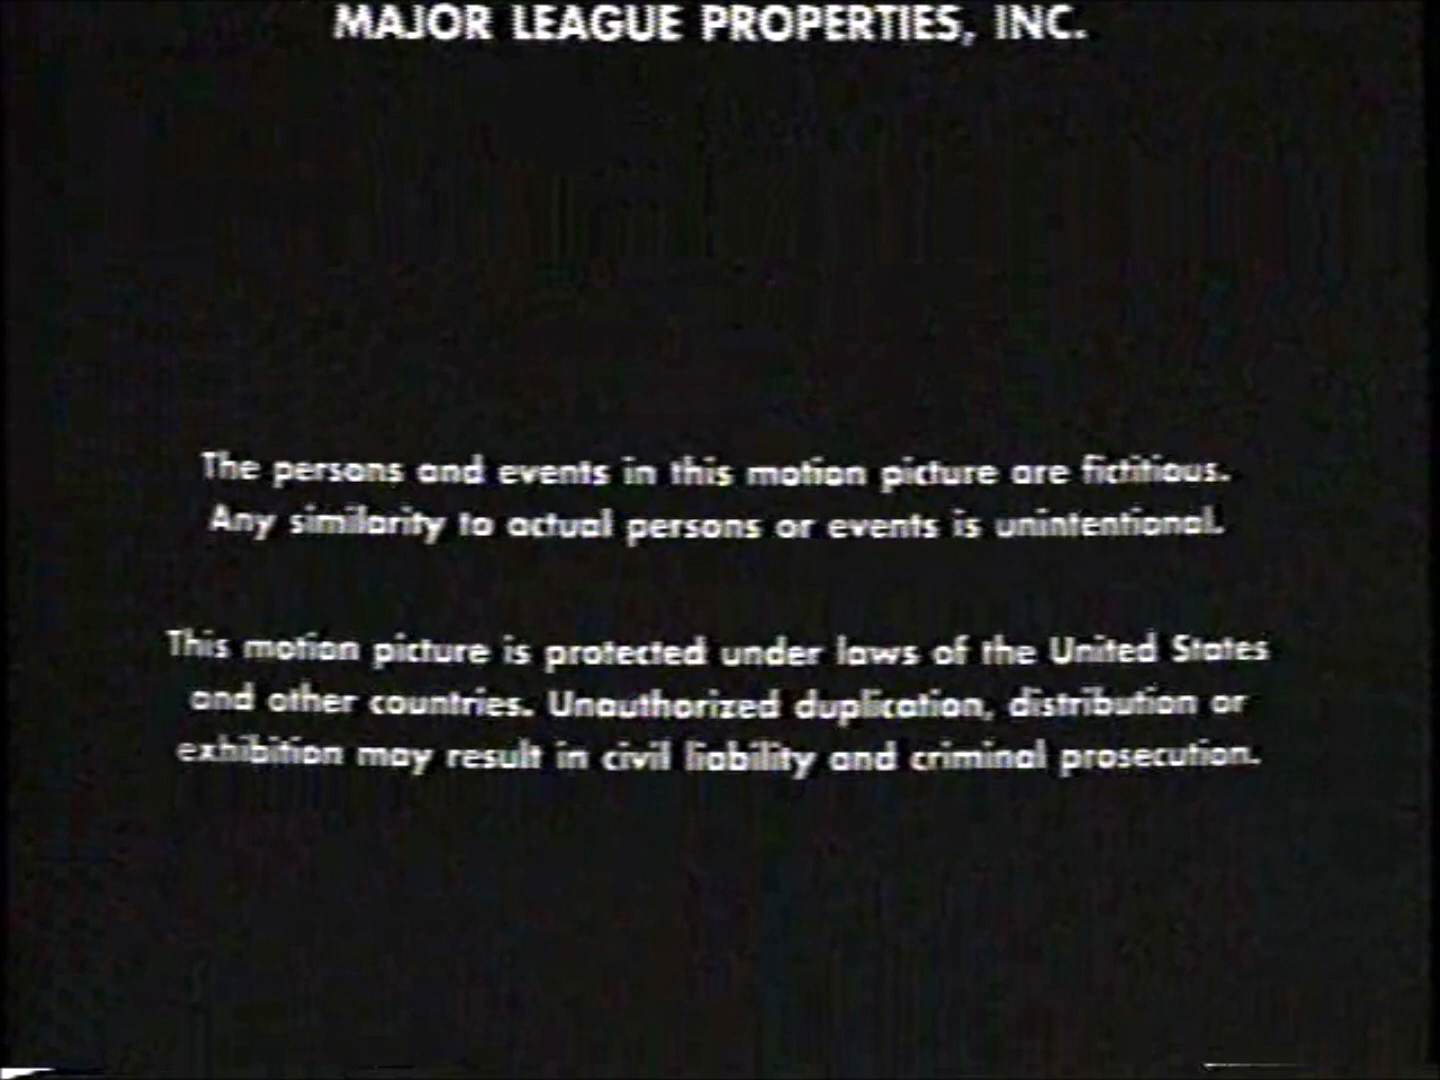 MAJOR LEAGUE PROPERTIES, INC.
The persons and events in this motion picture are fictitious.
Any similarity to actual persons or events is unintentional.
This motion picture is protected under laws of the United States
and other countries. Unauthorized duplication, distribution or
exhibition may result in civil liability and criminal prosecution.